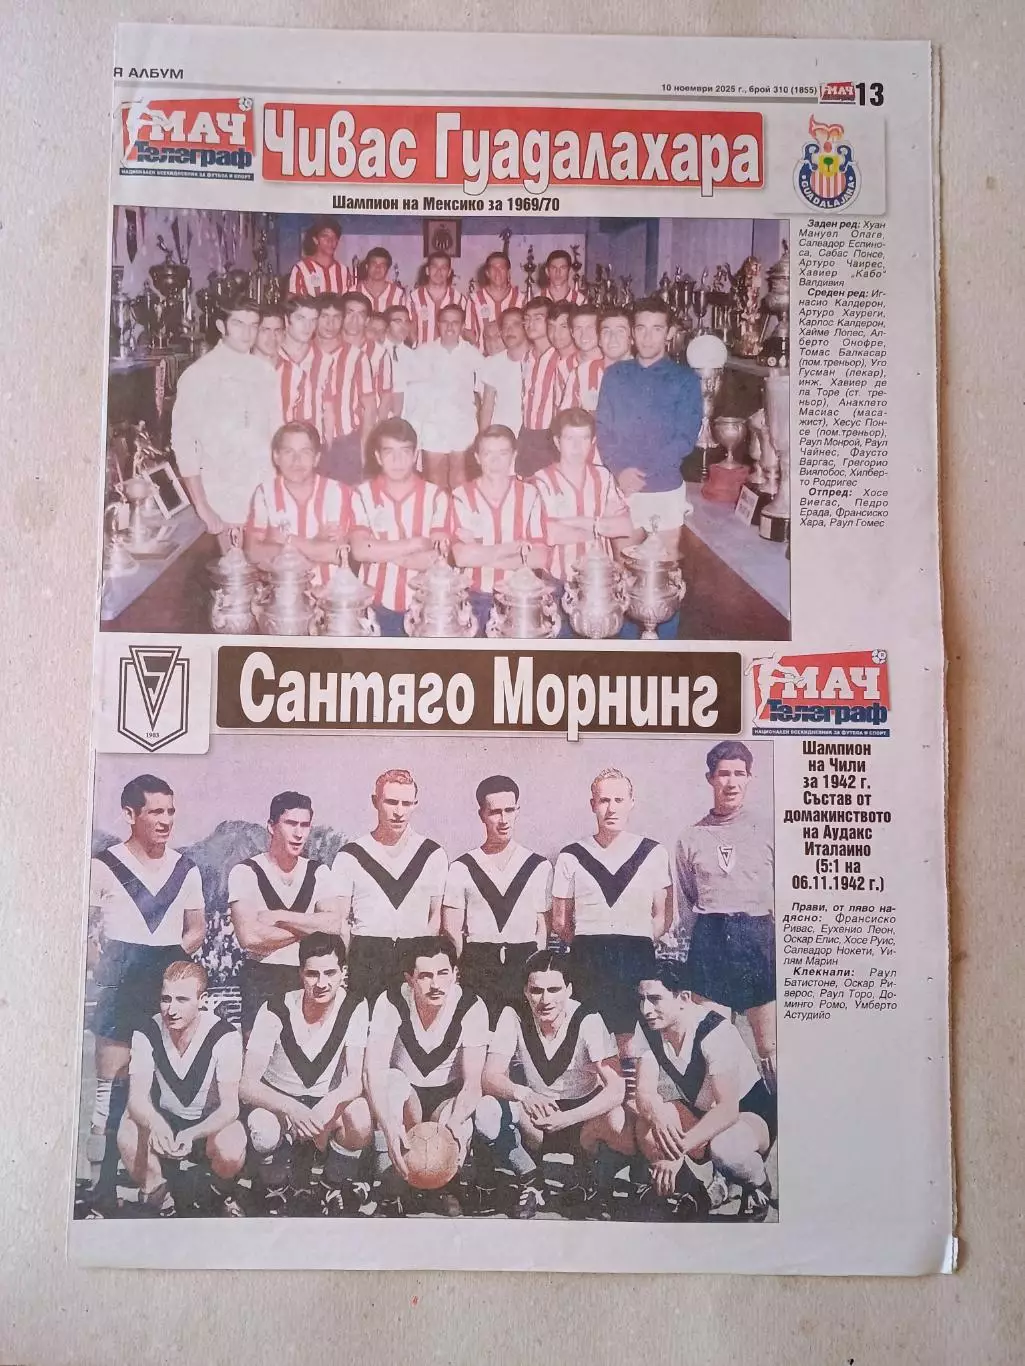 Я АЛБУМ
10 ноември 2025 г., брой 310 (1855) МАЧ 13
МАЧ
Телеграф
НАЦИОНАЛЕН ВСЕКИДНЕВНИК ЗА ФУТБОЛ И СПОРТ
Чивас Гуадалахара
GUADALAJARA
Шампион на Мексико за 1969/70
Заден ред: Хуан
Мануел Олаге,
Салвадор Еспино-
са, Сабас Понсе,
Артуро Чаирес,
Хавиер „Кабо"
Валдивия
Среден ред: Иг-
насио Калдерон,
Артуро Хауреги,
Карлос Калдерон,
Хайме Лопес, Ал-
берто Онофре,
Томас Балкасар
(пом.треньор), Уго
Гусман (лекар),
инж. Хавиер де
ла Торе (ст. тре-
ньор), Анаклето
Масиас (маса-
жист), Хесус Пон-
се (пом.треньор),
Раул Монрой, Раул
Чайнес, Фаусто
Варгас, Грегорио
Виялобос, Хилбер-
то Родригес
Отпред: Хосе
Виегас, Педро
Ерада, Франсиско
Хара, Раул Гомес
1903
Сантяго Морнинг
МАЧ
Телеграф
НАЦИОНАЛЕН ВСЕКИДНЕВНИК ЗА ФУТБОЛ И СПОРТ
Шампион
на Чили
за 1942 г.
Състав от
домакинството
на Аудакс
Италаино
(5:1 на
06.11.1942 г.)
Прави, от ляво на-
дясно: Франсиско
Ривас, Еухенио Леон,
Оскар Елис, Хосе Руис,
Салвадор Нокети, Уи-
лям Марин
Клекнали: Раул
Батистоне, Оскар Ри-
верос, Раул Торо, До-
минго Ромо, Умберто
Астудийо